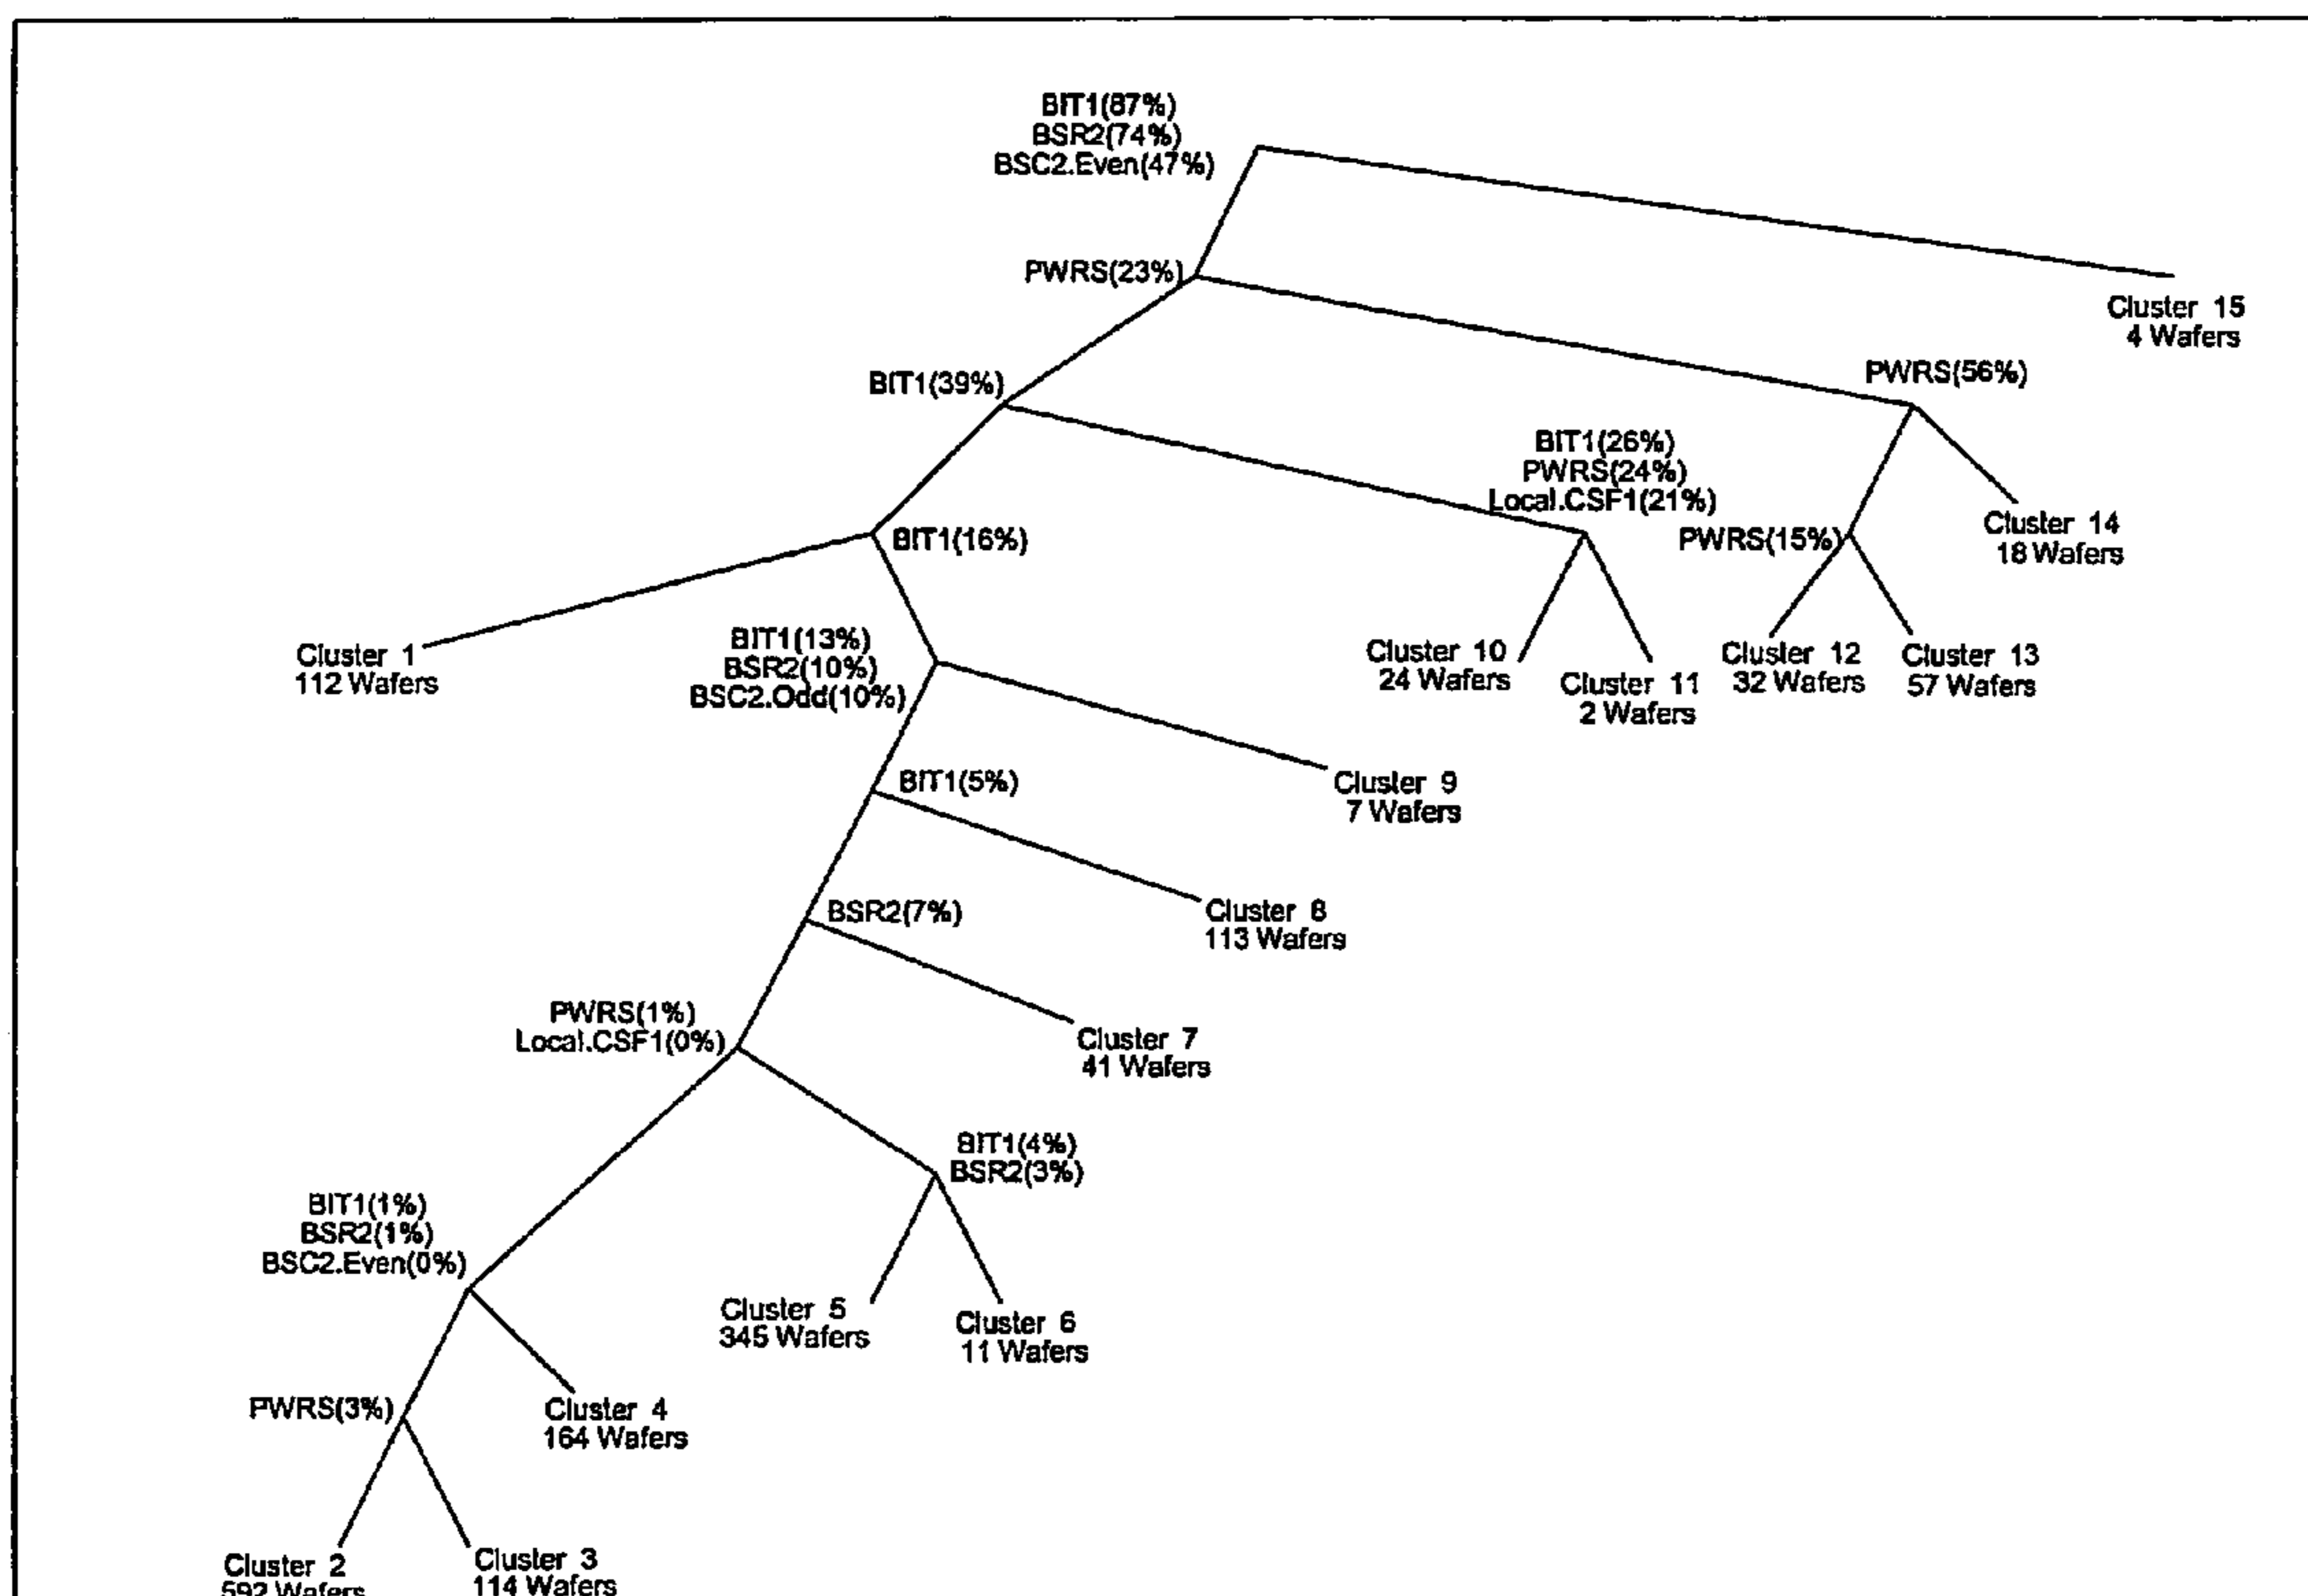 BIT1(87%)
BSR2(74%)
BSC2.Even(47%)
PWRS(23%)
Cluster 15
4 Wafers
PWRS(56%)
BIT1(39%)
BIT1(26%)
PWRS(24%)
Local.CSF1(21%)
Cluster 14
18 Wafers
BIT1(16%)
PWRS(15%)
Cluster 1
112 Wafers
BIT1(13%)
BSR2(10%)
BSC2.Odd(10%)
Cluster 10
24 Wafers
Cluster 11
2 Wafers
Cluster 12
32 Wafers
Cluster 13
57 Wafers
BIT1(5%)
Cluster 9
7 Wafers
BSR2(7%)
Cluster 8
113 Wafers
PWRS(1%)
Local.CSF1(0%)
Cluster 7
41 Wafers
BIT1(4%)
BSR2(3%)
BIT1(1%)
BSR2(1%)
BSC2.Even(0%)
Cluster 5
345 Wafers
Cluster 6
11 Wafers
PWRS(3%)
Cluster 4
164 Wafers
Cluster 2
592 Wafers
Cluster 3
114 Wafers